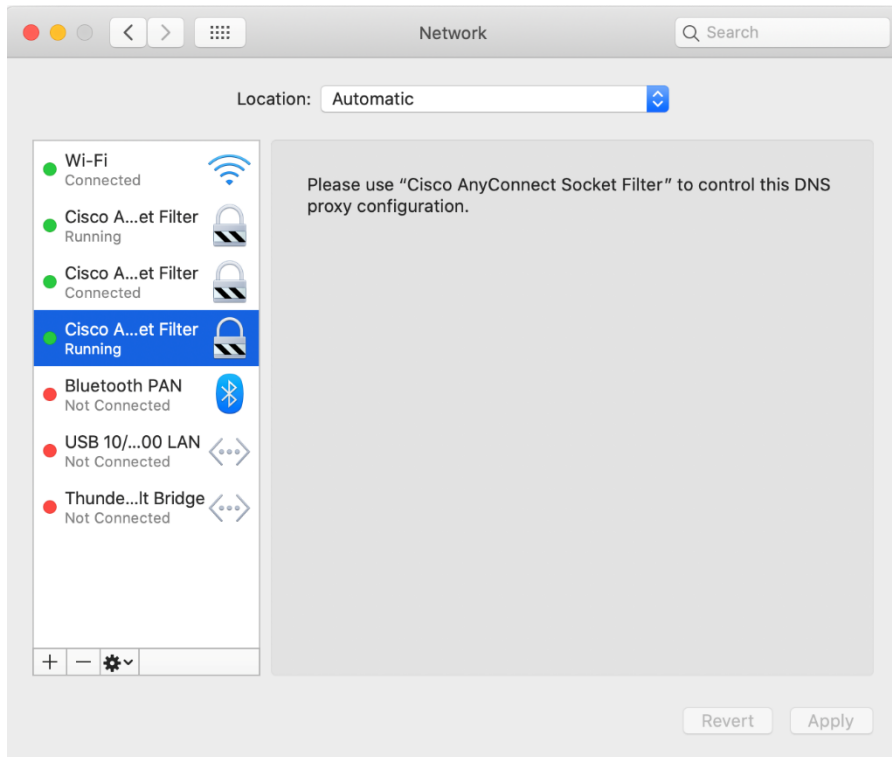 Network
Search
Location: Automatic
Wi-Fi
Connected
Cisco A...et Filter
Running
Cisco A...et Filter
Connected
Cisco A...et Filter
Running
Bluetooth PAN
Not Connected
USB 10/...00 LAN
Not Connected
Thunde...lt Bridge
Not Connected
Please use “Cisco AnyConnect Socket Filter” to control this DNS
proxy configuration.
Revert Apply